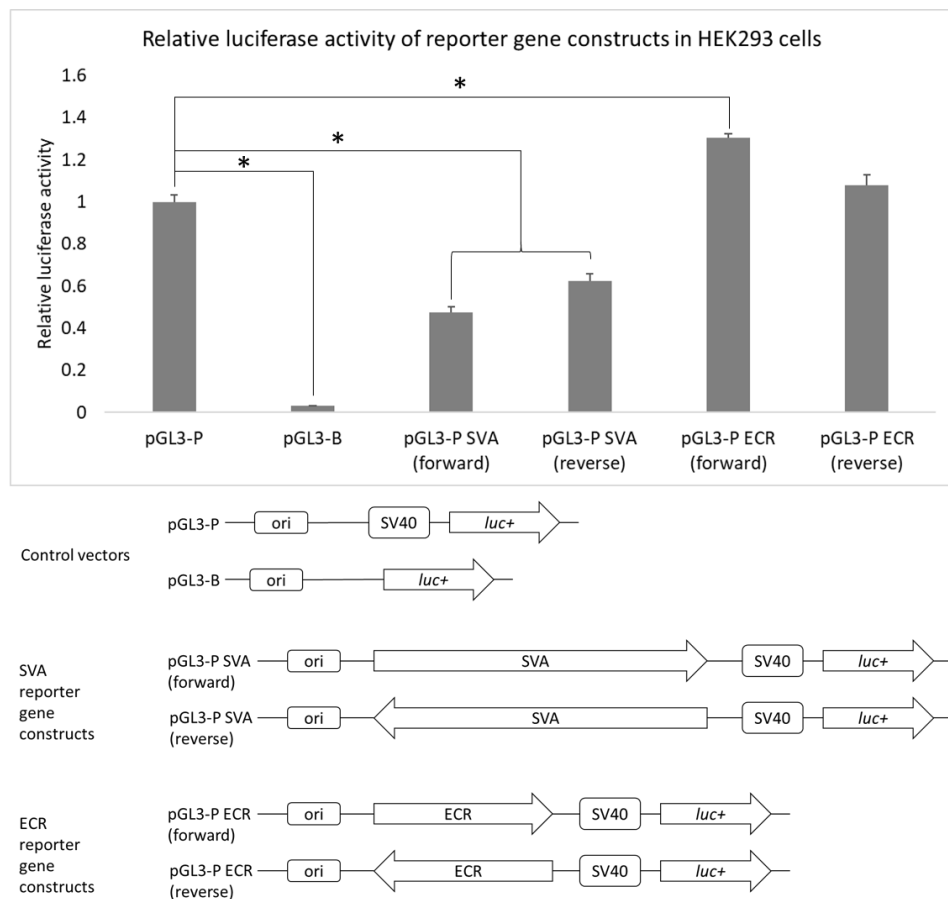 Relative luciferase activity of reporter gene constructs in HEK293 cells
Relative luciferase activity
1.6
1.4
1.2
1
0.8
0.6
0.4
0.2
0
*
*
*
pGL3-P
pGL3-B
pGL3-P SVA
(forward)
pGL3-P SVA
(reverse)
pGL3-P ECR
(forward)
pGL3-P ECR
(reverse)
Control vectors
pGL3-P ori SV40 luc+
pGL3-B ori luc+
SVA
reporter
gene
constructs
pGL3-P SVA
(forward)
ori SVA SV40 luc+
pGL3-P SVA
(reverse)
ori SVA SV40 luc+
ECR
reporter
gene
constructs
pGL3-P ECR
(forward)
ori ECR SV40 luc+
pGL3-P ECR
(reverse)
ori ECR SV40 luc+